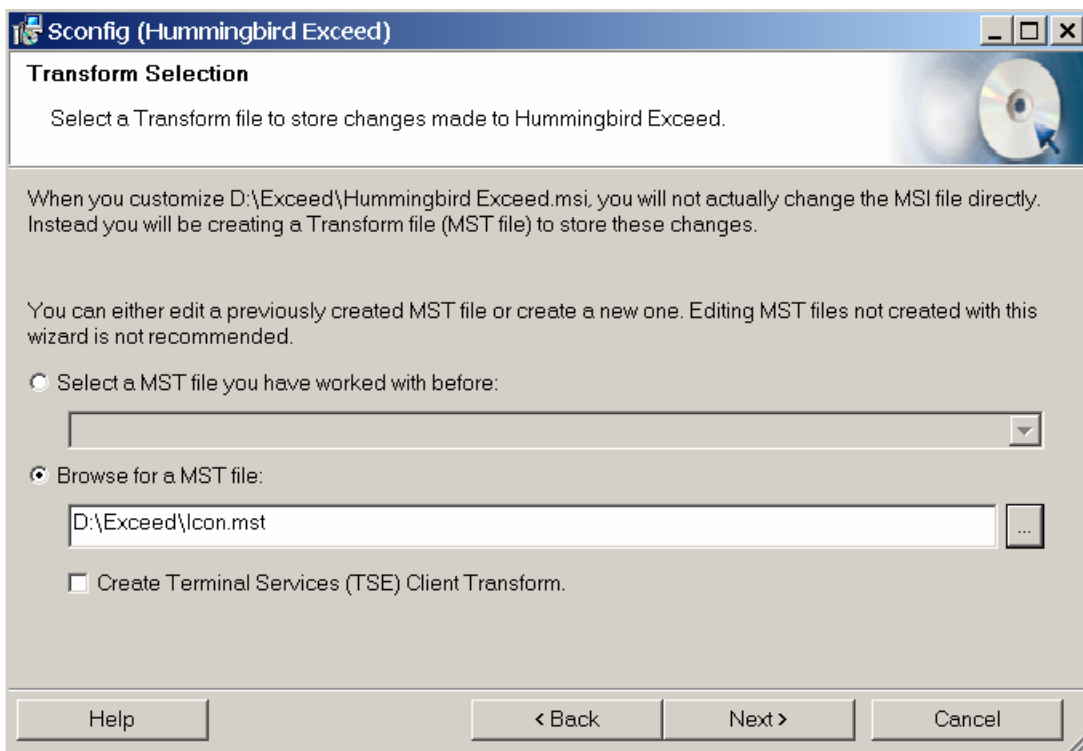 Sconfig (Hummingbird Exceed)
Transform Selection
Select a Transform file to store changes made to Hummingbird Exceed.
When you customize D:\Exceed\Hummingbird Exceed.msi, you will not actually change the MSI file directly.
Instead you will be creating a Transform file (MST file) to store these changes.
You can either edit a previously created MST file or create a new one. Editing MST files not created with this
wizard is not recommended.
Select a MST file you have worked with before:
Browse for a MST file:
D:\Exceed\Icon.mst
...
Create Terminal Services (TSE) Client Transform.
Help < Back Next > Cancel